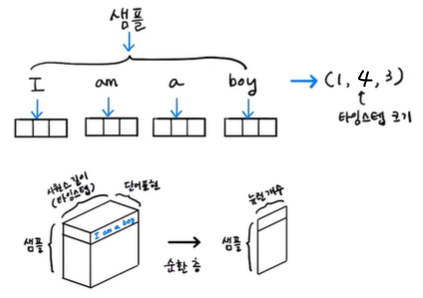 샘플
I am a boy → (1, 4, 3)
타임스텝 크기
시퀀스 길이
(타임스텝)
단어표현
샘플
I am a boy
순환 층
뉴런개수
샘플